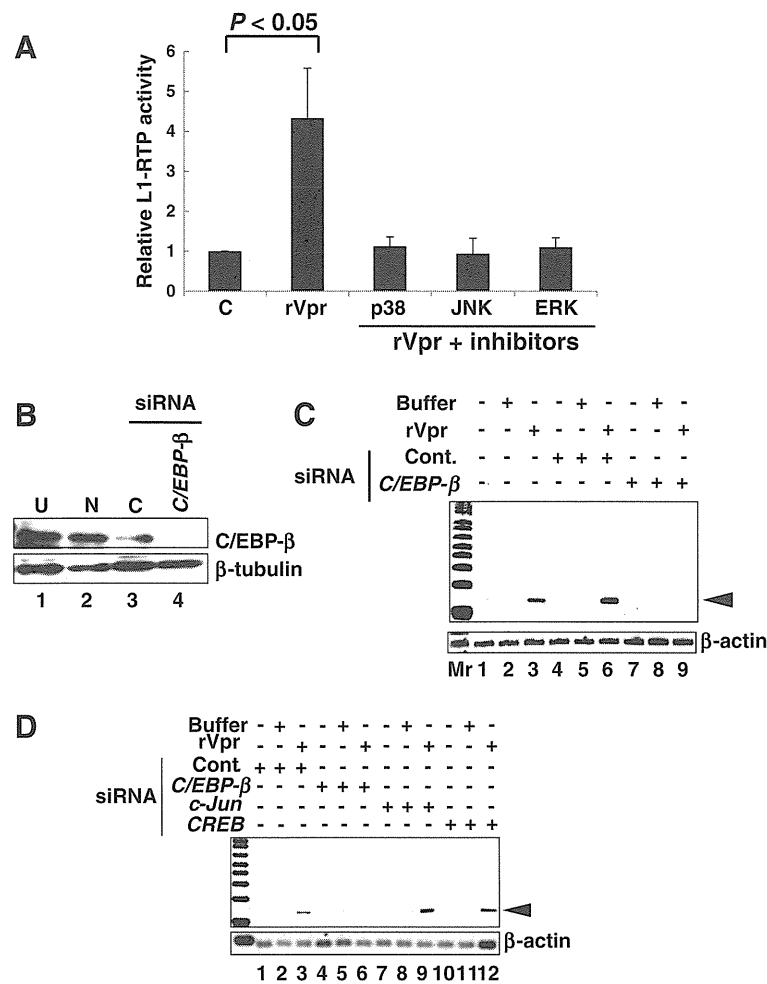 A
P < 0.05
Relative L1-RTP activity
6
5
4
3
2
1
0
C rVpr p38 JNK ERK
rVpr + inhibitors
B
siRNA
U N C C/EBP-β
C/EBP-β
β-tubulin
1 2 3 4
C
Buffer - + - - + - - + -
rVpr - - + - - + - - +
siRNA
Cont. - - - + + + - - -
C/EBP-β - - - - - - + + +
β-actin
Mr 1 2 3 4 5 6 7 8 9
D
Buffer - + - - + - - + - - + -
rVpr - - + - - + - - + - - +
siRNA
Cont. + + + - - - - - - - - -
C/EBP-β - - - + + + - - - - - -
c-Jun - - - - - - + + + - - -
CREB - - - - - - - - - + + +
β-actin
1 2 3 4 5 6 7 8 9 10 11 12